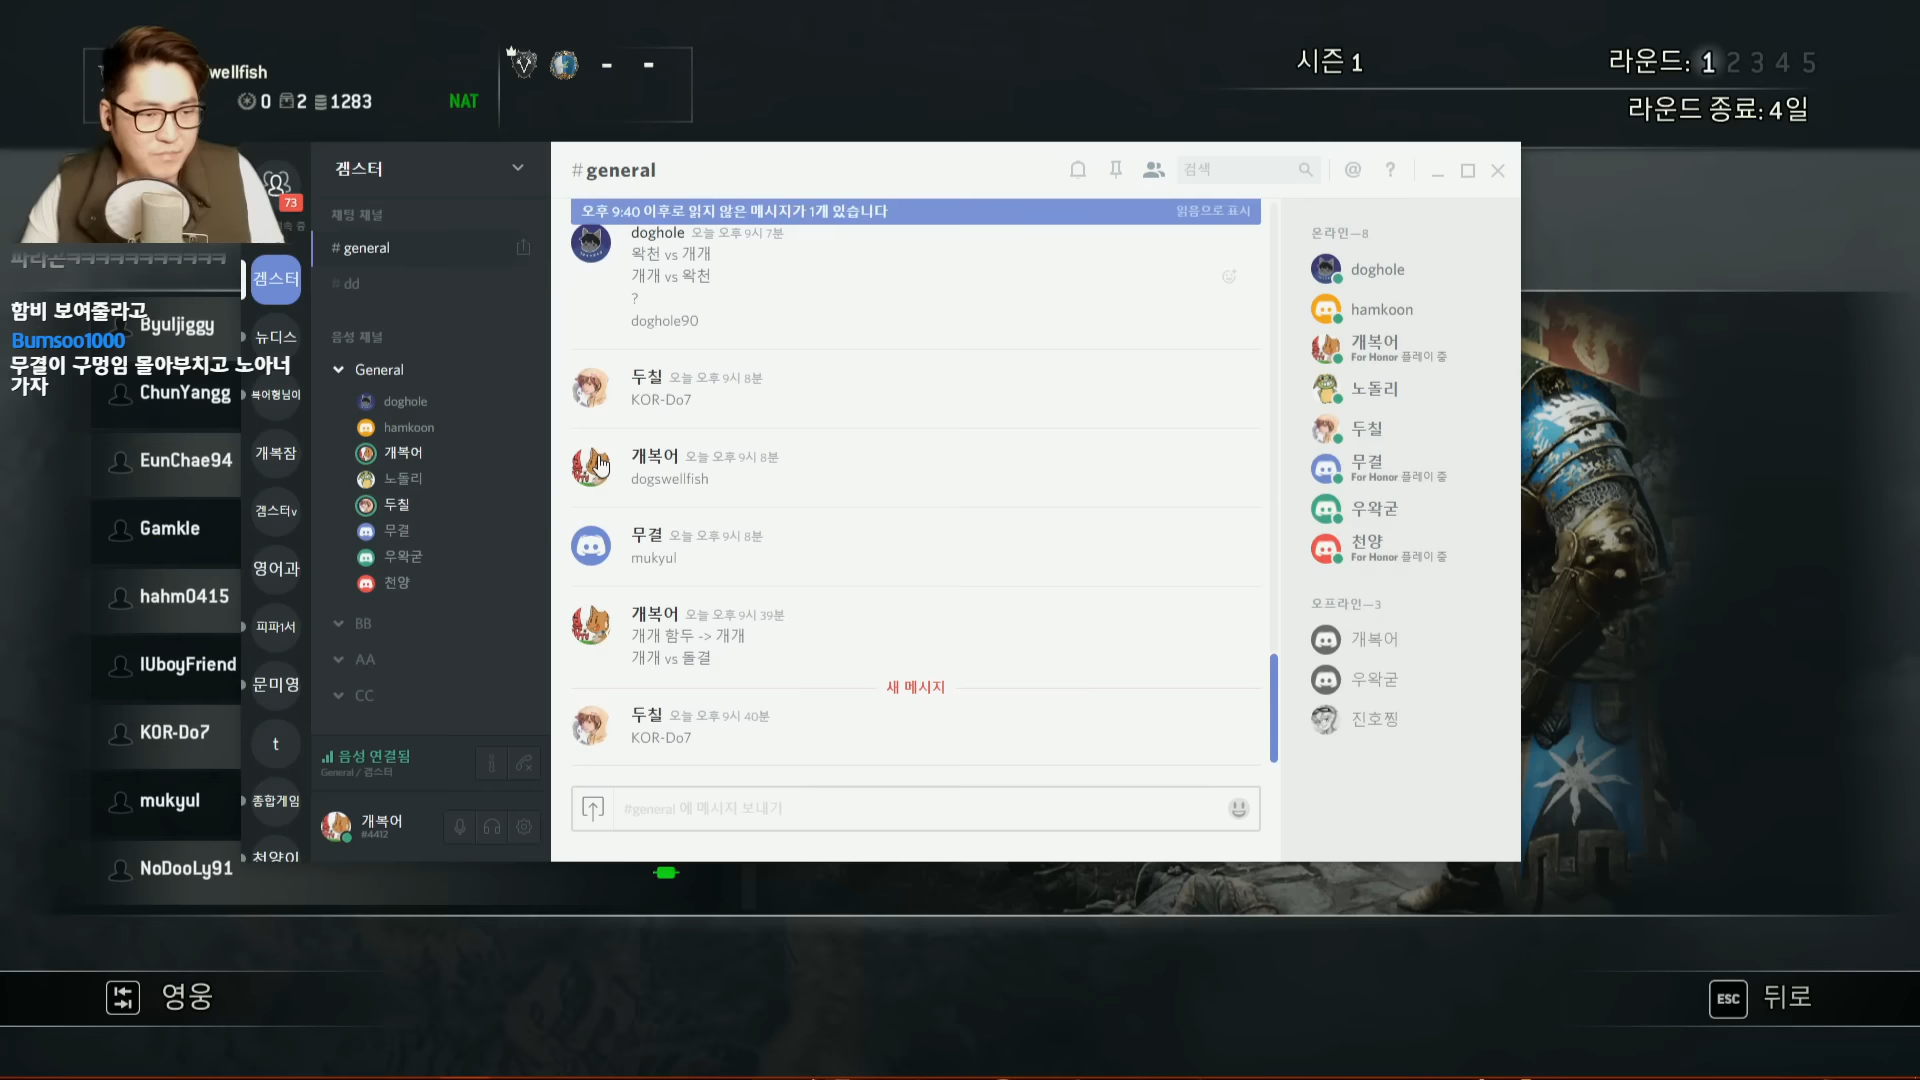 wellfish
0 2 1283
NAT
- -
시즌 1
라운드: 1 2 3 4 5
라운드 종료: 4일
함비 보여줄라고
Bumsoo1000
무결이 구멍임 몰아부치고 노아너
가자
Byuljiggy
ChunYangg
EunChae94
Gamkle
hahm0415
IUboyFriend
KOR-Do7
mukyul
NoDooLy91
73
겜스터
뉴디스
복어형님이
개복잠
겜스터v
영어과
피파1서
문미영
t
종합게임
천양이
겜스터
채팅 채널
# general
# dd
음성 채널
General
doghole
hamkoon
개복어
노돌리
두칠
무결
우왁굳
천양
BB
AA
CC
음성 연결됨
General / 겜스터
개복어
#4412
#general
검색
@ ?
오후 9:40 이후로 읽지 않은 메시지가 1개 있습니다
읽음으로 표시
doghole 오늘 오후 9시 7분
왁천 vs 개개
개개 vs 왁천
?
doghole90
두칠 오늘 오후 9시 8분
KOR-Do7
개복어 오늘 오후 9시 8분
dogswellfish
무결 오늘 오후 9시 8분
mukyul
개복어 오늘 오후 9시 39분
개개 함두 -> 개개
개개 vs 돌결
새 메시지
두칠 오늘 오후 9시 40분
KOR-Do7
#general 에 메시지 보내기
온라인—8
doghole
hamkoon
개복어
For Honor 플레이 중
노돌리
두칠
무결
For Honor 플레이 중
우왁굳
천양
For Honor 플레이 중
오프라인—3
개복어
우왁굳
진호찡
영웅
ESC 뒤로